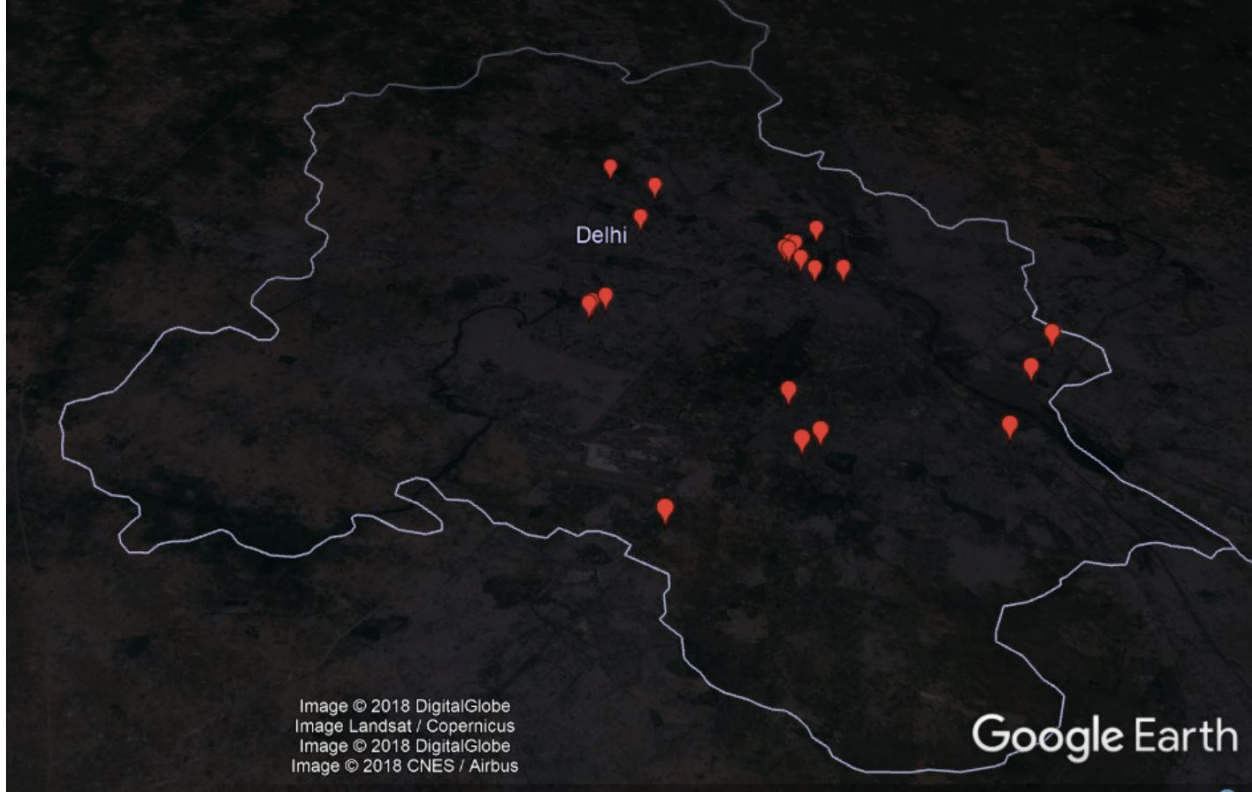 Delhi
Image © 2018 DigitalGlobe
Image Landsat / Copernicus
Image © 2018 DigitalGlobe
Image © 2018 CNES / Airbus
Google Earth